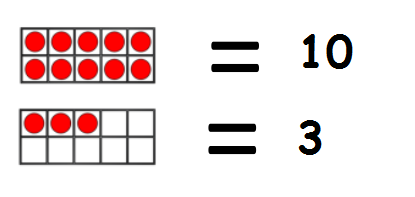 = 10
= 3